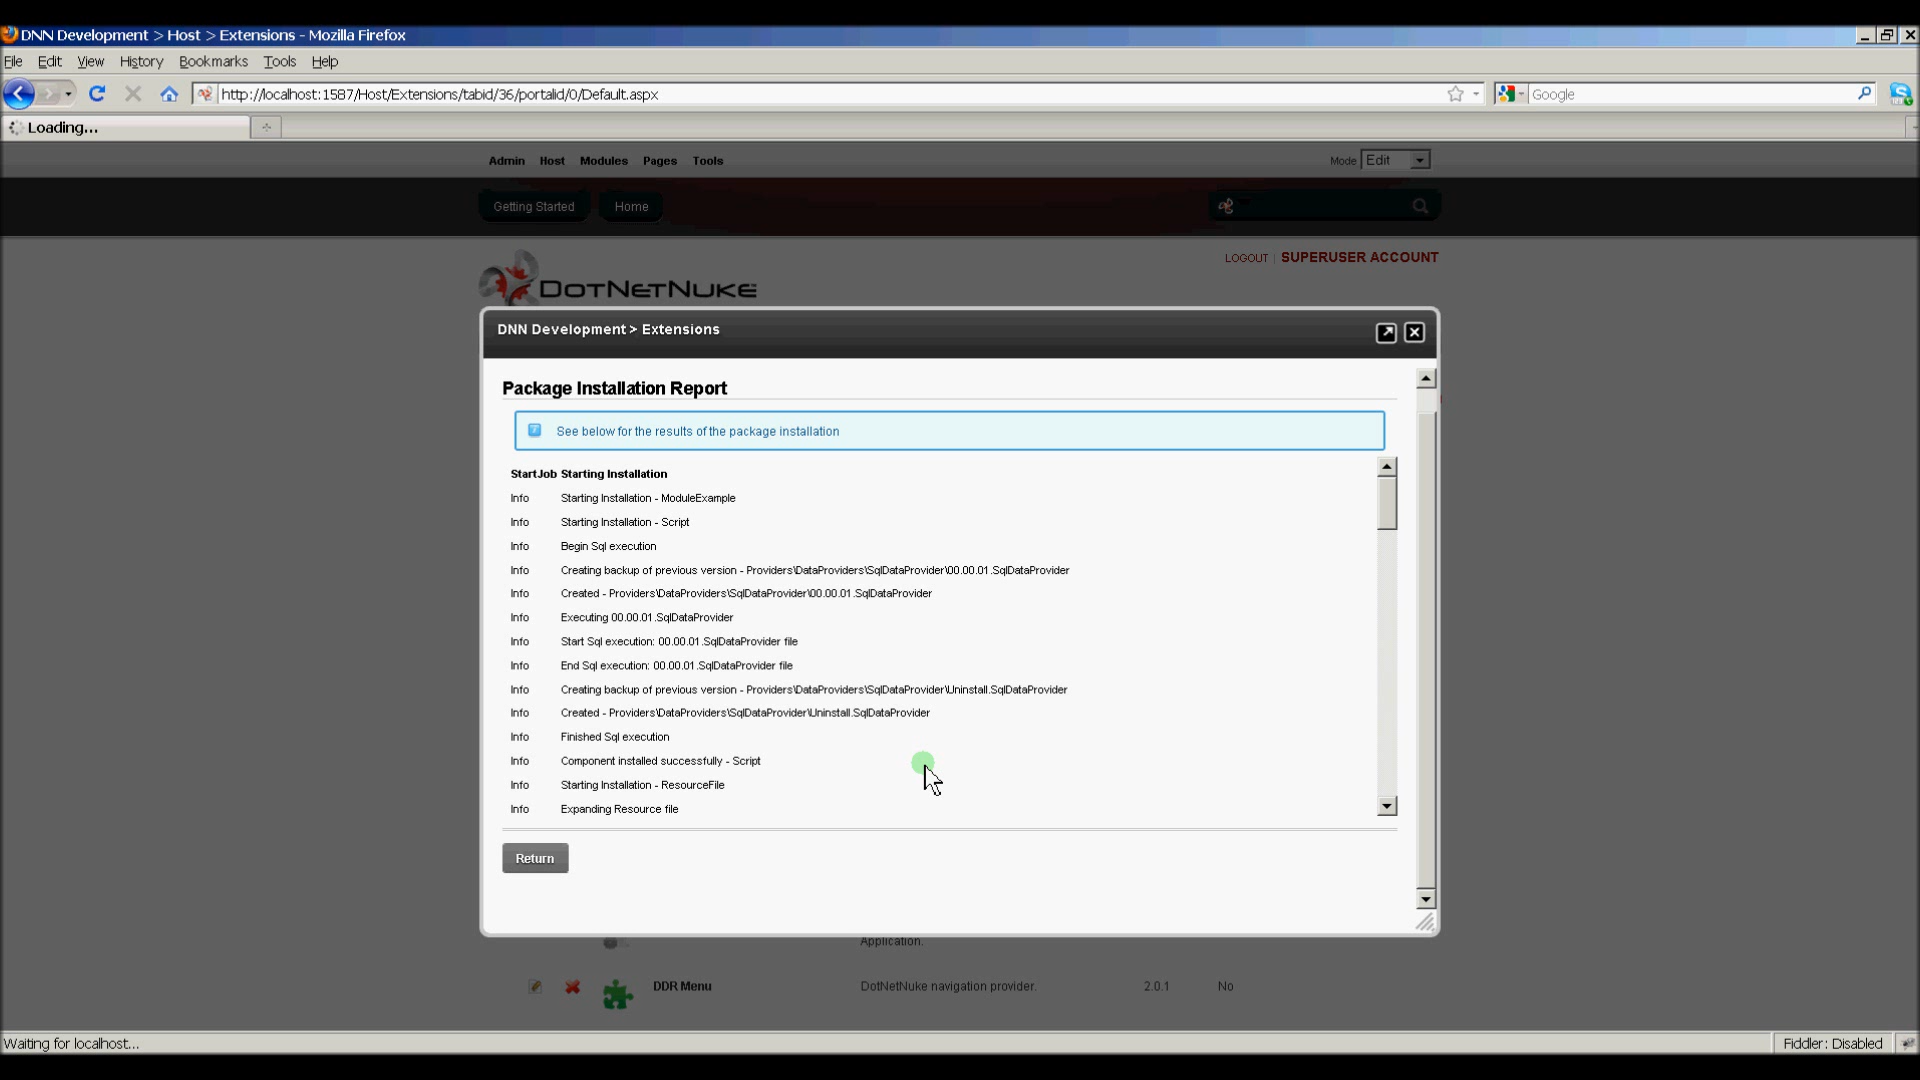 DNN Development > Host > Extensions - Mozilla Firefox
File Edit View History Bookmarks Tools Help
http://localhost:1587/Host/Extensions/tabid/36/portalid/0/Default.aspx
Google
Loading...
Admin Host Modules Pages Tools
Mode Edit
Getting Started Home
LOGOUT | SUPERUSER ACCOUNT
DOTNETNUKE
DNN Development > Extensions
Package Installation Report
See below for the results of the package installation
StartJob Starting Installation
Info Starting Installation - ModuleExample
Info Starting Installation - Script
Info Begin Sql execution
Info Creating backup of previous version - Providers\DataProviders\SqlDataProvider\00.00.01.SqlDataProvider
Info Created - Providers\DataProviders\SqlDataProvider\00.00.01.SqlDataProvider
Info Executing 00.00.01.SqlDataProvider
Info Start Sql execution: 00.00.01.SqlDataProvider file
Info End Sql execution: 00.00.01.SqlDataProvider file
Info Creating backup of previous version - Providers\DataProviders\SqlDataProvider\Uninstall.SqlDataProvider
Info Created - Providers\DataProviders\SqlDataProvider\Uninstall.SqlDataProvider
Info Finished Sql execution
Info Component installed successfully - Script
Info Starting Installation - ResourceFile
Info Expanding Resource file
Return
Application.
DDR Menu DotNetNuke navigation provider. 2.0.1 No
Waiting for localhost...
Fiddler: Disabled